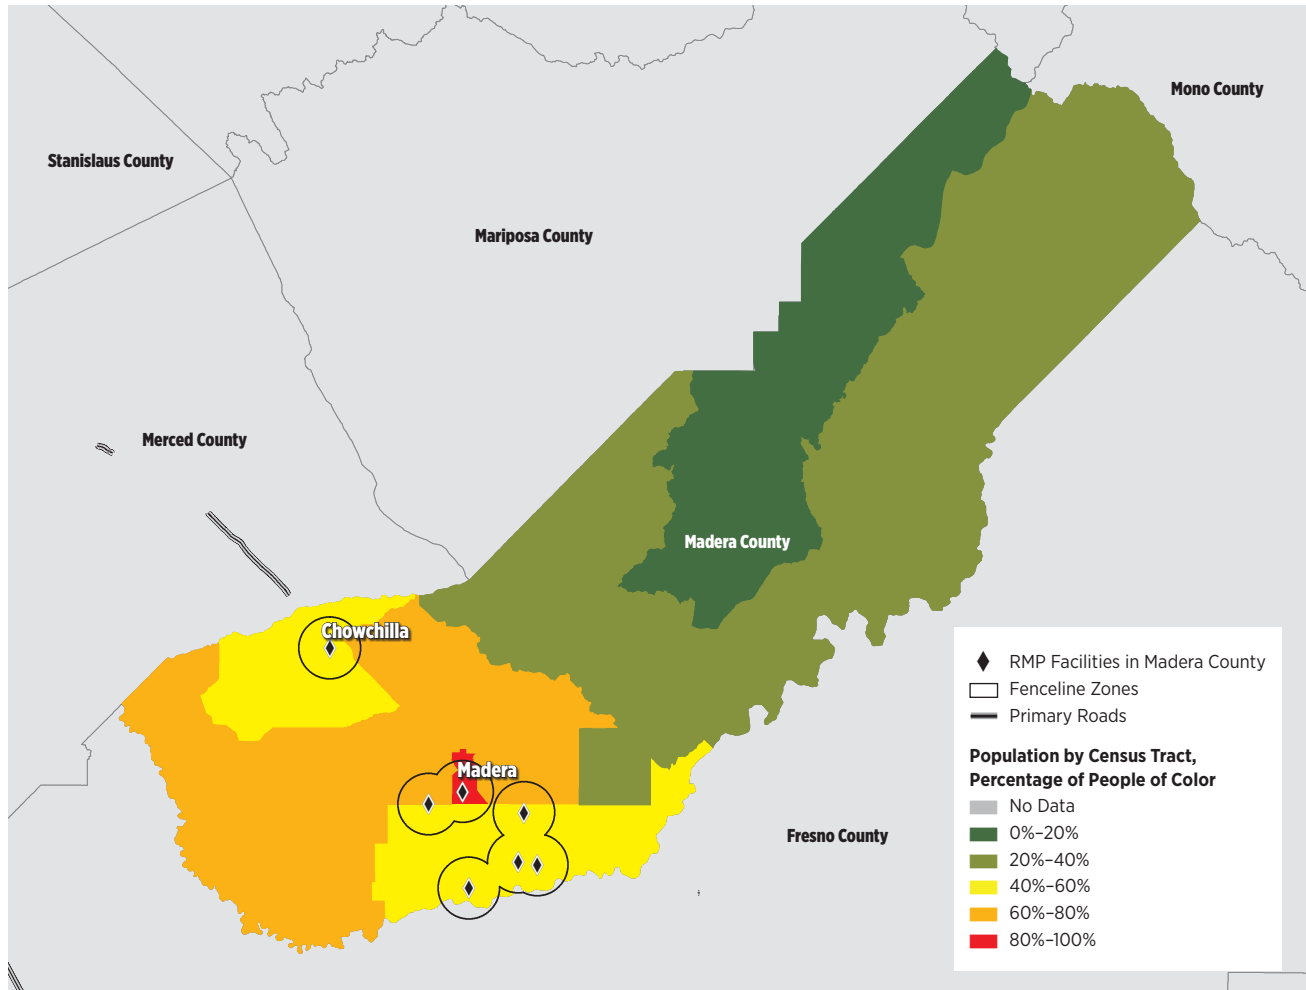 Mono County
Stanislaus County
Mariposa County
Merced County
Madera County
Chowchilla
Madera
Fresno County
RMP Facilities in Madera County
Fenceline Zones
Primary Roads
Population by Census Tract,
Percentage of People of Color
No Data
0%–20%
20%–40%
40%–60%
60%–80%
80%–100%